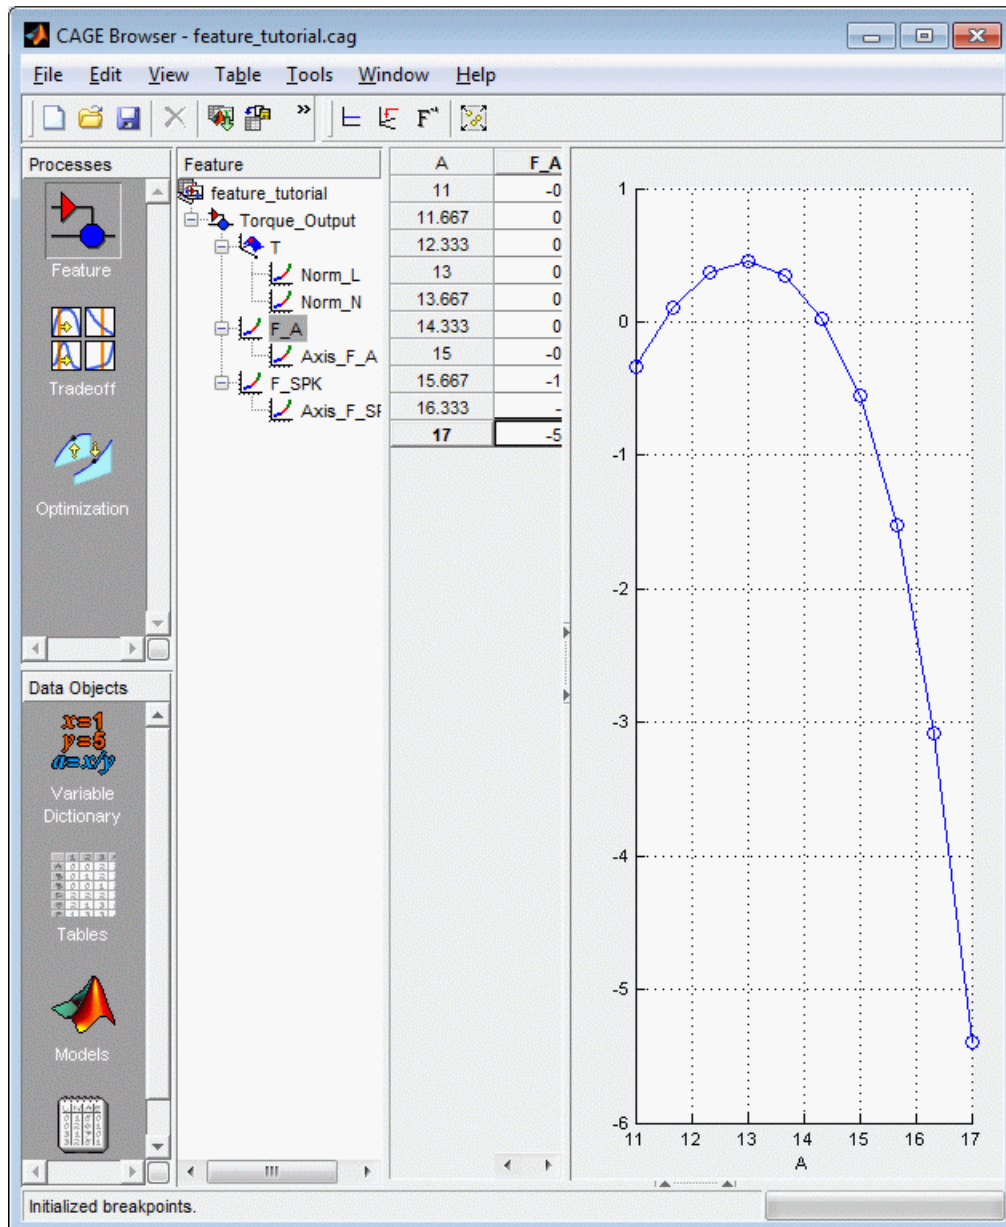 CAGE Browser - feature_tutorial.cag
File Edit View Table Tools Window Help
Processes
Feature
Tradeoff
Optimization
Data Objects
x=1
y=5
a=x/y
Variable
Dictionary
Tables
Models
Feature
feature_tutorial
Torque_Output
T
Norm_L
Norm_N
F_A
Axis_F_A
F_SPK
Axis_F_SP
A F_A
11 -0
11.667 0
12.333 0
13 0
13.667 0
14.333 0
15 -0
15.667 -1
16.333 -
17 -5
1
0
-1
-2
-3
-4
-5
-6
11 12 13 14 15 16 17
A
Initialized breakpoints.